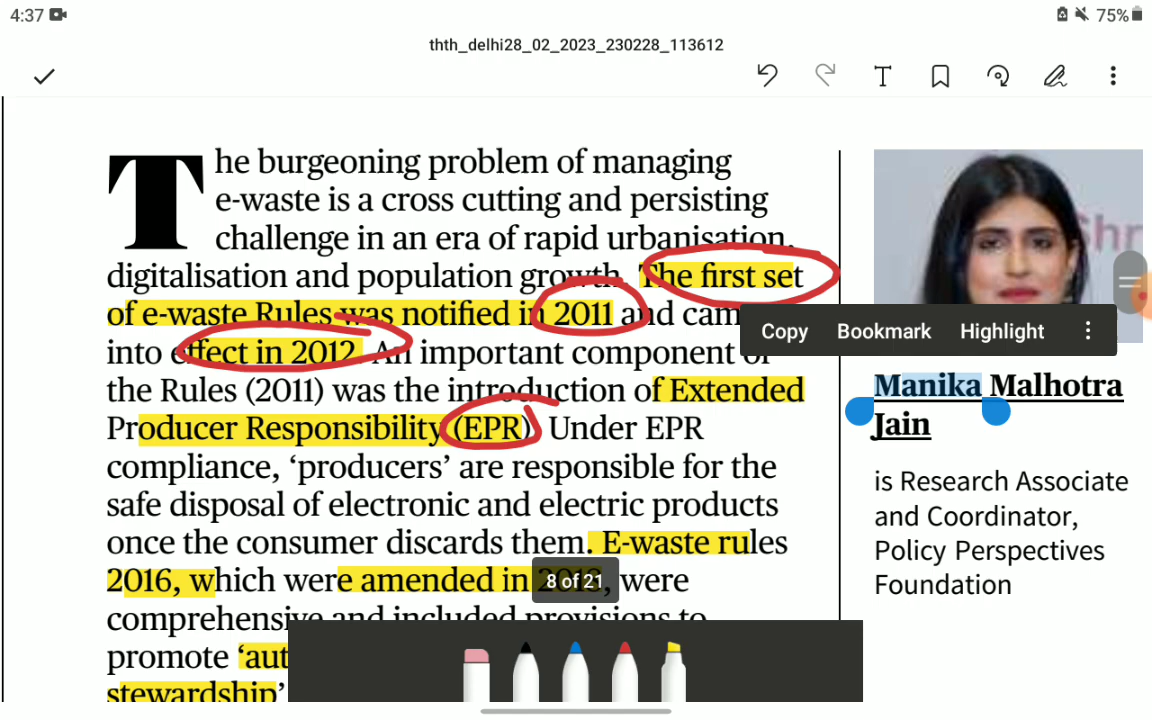 4:37
75%
thth_delhi28_02_2023_230228_113612
T
The burgeoning problem of managing
e-waste is a cross cutting and persisting
challenge in an era of rapid urbanisation,
digitalisation and population growth. The first set
of e-waste Rules was notified in 2011 and cam
into effect in 2012. An important component of
the Rules (2011) was the introduction of Extended
Producer Responsibility (EPR). Under EPR
compliance, ‘producers’ are responsible for the
safe disposal of electronic and electric products
once the consumer discards them. E-waste rules
2016, which were amended in 2018, were
comprehensive and included provisions to
promote ‘aut
stewardship’
8 of 21
Shr
Copy Bookmark Highlight
Manika Malhotra
Jain
is Research Associate
and Coordinator,
Policy Perspectives
Foundation